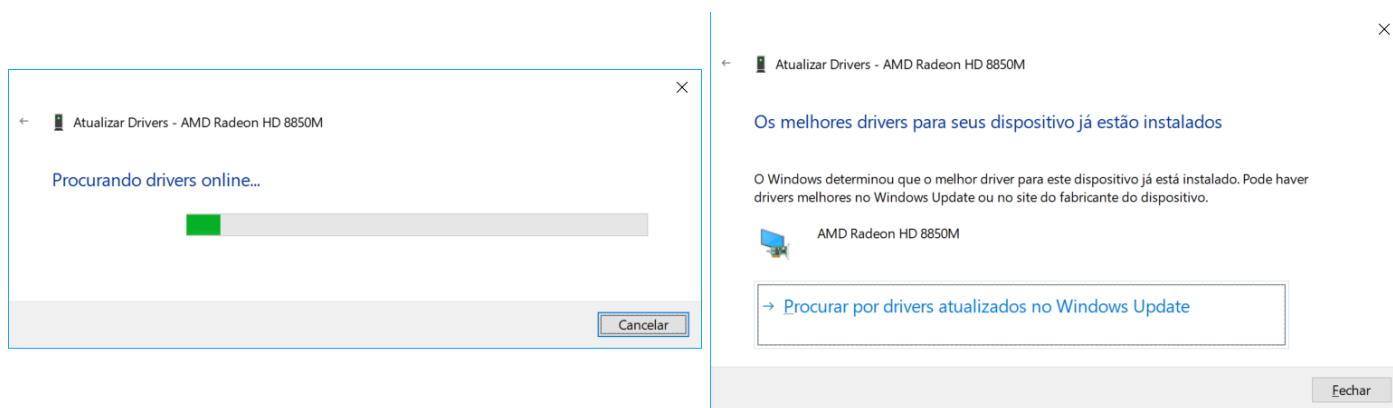 Atualizar Drivers - AMD Radeon HD 8850M
Procurando drivers online...
Cancelar
Atualizar Drivers - AMD Radeon HD 8850M
Os melhores drivers para seus dispositivo já estão instalados
O Windows determinou que o melhor driver para este dispositivo já está instalado. Pode haver
drivers melhores no Windows Update ou no site do fabricante do dispositivo.
AMD Radeon HD 8850M
Procurar por drivers atualizados no Windows Update
Fechar